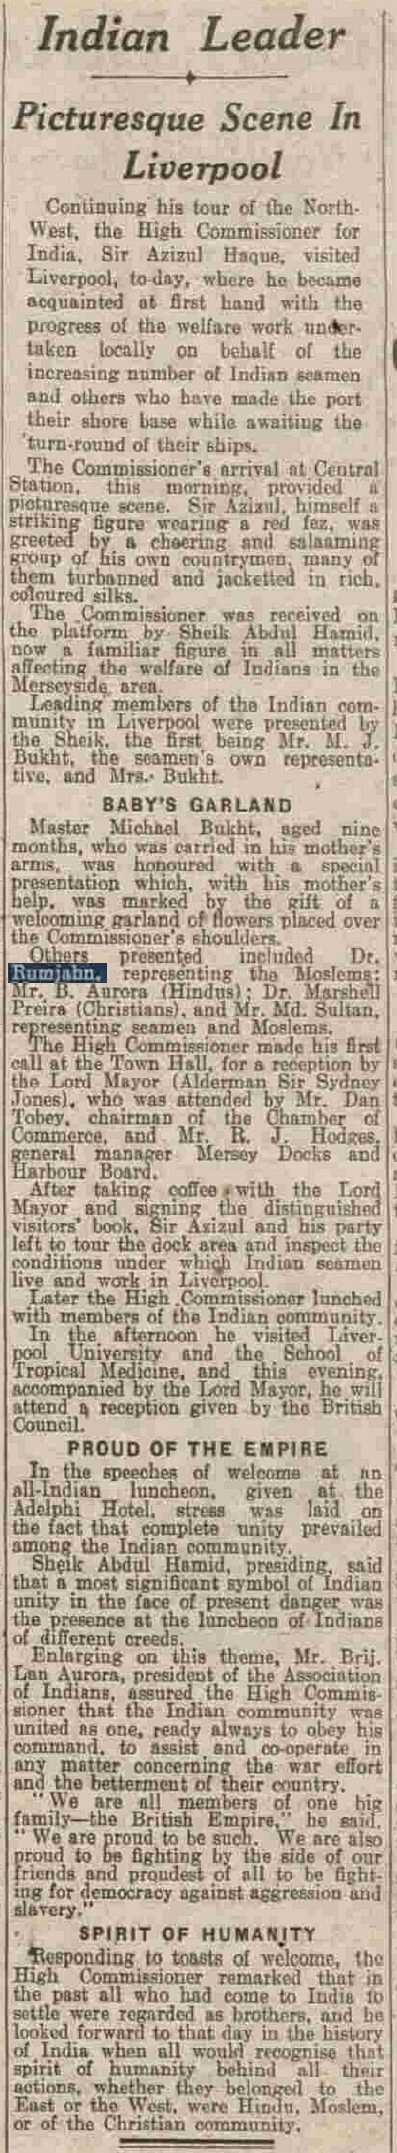 Indian Leader
Picturesque Scene In
Liverpool
Continuing his tour of the North-
West, the High Commissioner for
India, Sir Azizul Haque, visited
Liverpool, to-day, where he became
acquainted at first hand with the
progress of the welfare work under-
taken locally on behalf of the
increasing number of Indian seamen
and others who have made the port
their shore base while awaiting the
turn-round of their ships.
The Commissioner's arrival at Central
Station, this morning, provided a
picturesque scene. Sir Azizul, himself a
striking figure wearing a red fez, was
greeted by a cheering and salaaming
group of his own countrymen, many of
them turbanned and jacketted in rich,
coloured silks.
The Commissioner was received on
the platform by Sheik Abdul Hamid,
now a familiar figure in all matters
affecting the welfare of Indians in the
Merseyside area.
Leading members of the Indian com-
munity in Liverpool were presented by
the Sheik, the first being Mr. M. J.
Bukht, the seamen's own representa-
tive, and Mrs. Bukht.
BABY'S GARLAND
Master Michael Bukht, aged nine
months, who was carried in his mother's
arms, was honoured with a special
presentation which, with his mother's
help, was marked by the gift of a
welcoming garland of flowers placed over
the Commissioner's shoulders.
Others presented included Dr.
Rumjahn, representing the Moslems;
Mr. B. Aurora (Hindus); Dr. Marshell
Preira (Christians), and Mr. Md. Sultan,
representing seamen and Moslems.
The High Commissioner made his first
call at the Town Hall, for a reception by
the Lord Mayor (Alderman Sir Sydney
Jones), who was attended by Mr. Dan
Tobey, chairman of the Chamber of
Commerce, and Mr. R. J. Hodges,
general manager Mersey Docks and
Harbour Board.
After taking coffee with the Lord
Mayor and signing the distinguished
visitors' book, Sir Azizul and his party
left to tour the dock area and inspect the
conditions under which Indian seamen
live and work in Liverpool.
Later the High Commissioner lunched
with members of the Indian community.
In the afternoon he visited Liver-
pool University and the School of
Tropical Medicine, and this evening,
accompanied by the Lord Mayor, he will
attend a reception given by the British
Council.
PROUD OF THE EMPIRE
In the speeches of welcome at an
all-Indian luncheon, given at the
Adelphi Hotel, stress was laid on
the fact that complete unity prevailed
among the Indian community.
Sheik Abdul Hamid, presiding, said
that a most significant symbol of Indian
unity in the face of present danger was
the presence at the luncheon of Indians
of different creeds.
Enlarging on this theme, Mr. Brij.
Lan Aurora, president of the Association
of Indians, assured the High Commis-
sioner that the Indian community was
united as one, ready always to obey his
command, to assist and co-operate in
any matter concerning the war effort
and the betterment of their country.
"We are all members of one big
family—the British Empire," he said.
"We are proud to be such. We are also
proud to be fighting by the side of our
friends and proudest of all to be fight-
ing for democracy against aggression and
slavery."
SPIRIT OF HUMANITY
Responding to toasts of welcome, the
High Commissioner remarked that in
the past all who had come to India to
settle were regarded as brothers, and he
looked forward to that day in the history
of India when all would recognise that
spirit of humanity behind all their
actions, whether they belonged to the
East or the West, were Hindu, Moslem,
or of the Christian community.